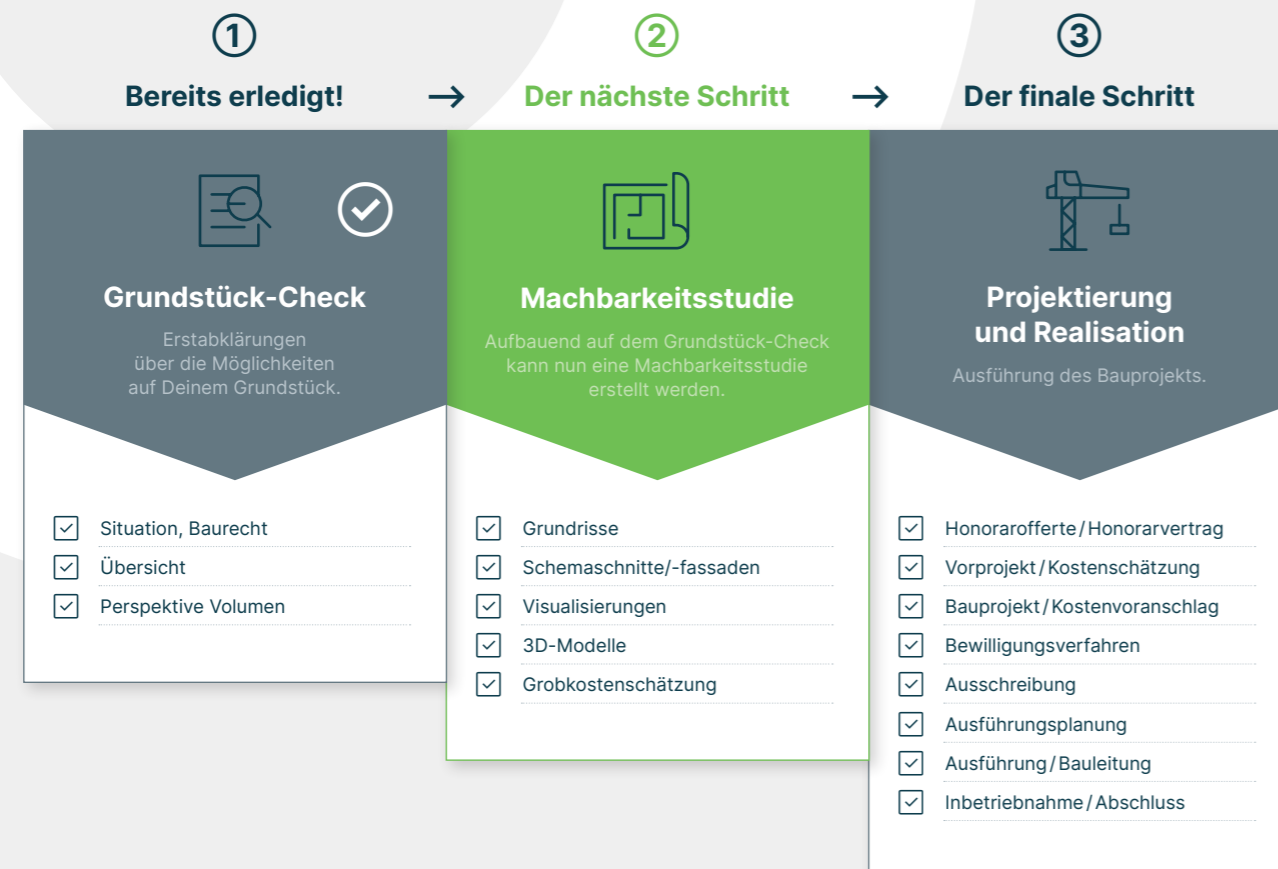 1
Bereits erledigt!
→
2
Der nächste Schritt
→
3
Der finale Schritt
Grundstück-Check
Erstabklärungen
über die Möglichkeiten
auf Deinem Grundstück.
Situation, Baurecht
Übersicht
Perspektive Volumen
Machbarkeitsstudie
Aufbauend auf dem Grundstück-Check
kann nun eine Machbarkeitsstudie
erstellt werden.
Grundrisse
Schemaschnitte/-fassaden
Visualisierungen
3D-Modelle
Grobkostenschätzung
Projektierung
und Realisation
Ausführung des Bauprojekts.
Honorarofferte/Honorarvertrag
Vorprojekt/Kostenschätzung
Bauprojekt/Kostenvoranschlag
Bewilligungsverfahren
Ausschreibung
Ausführungsplanung
Ausführung/Bauleitung
Inbetriebnahme/Abschluss